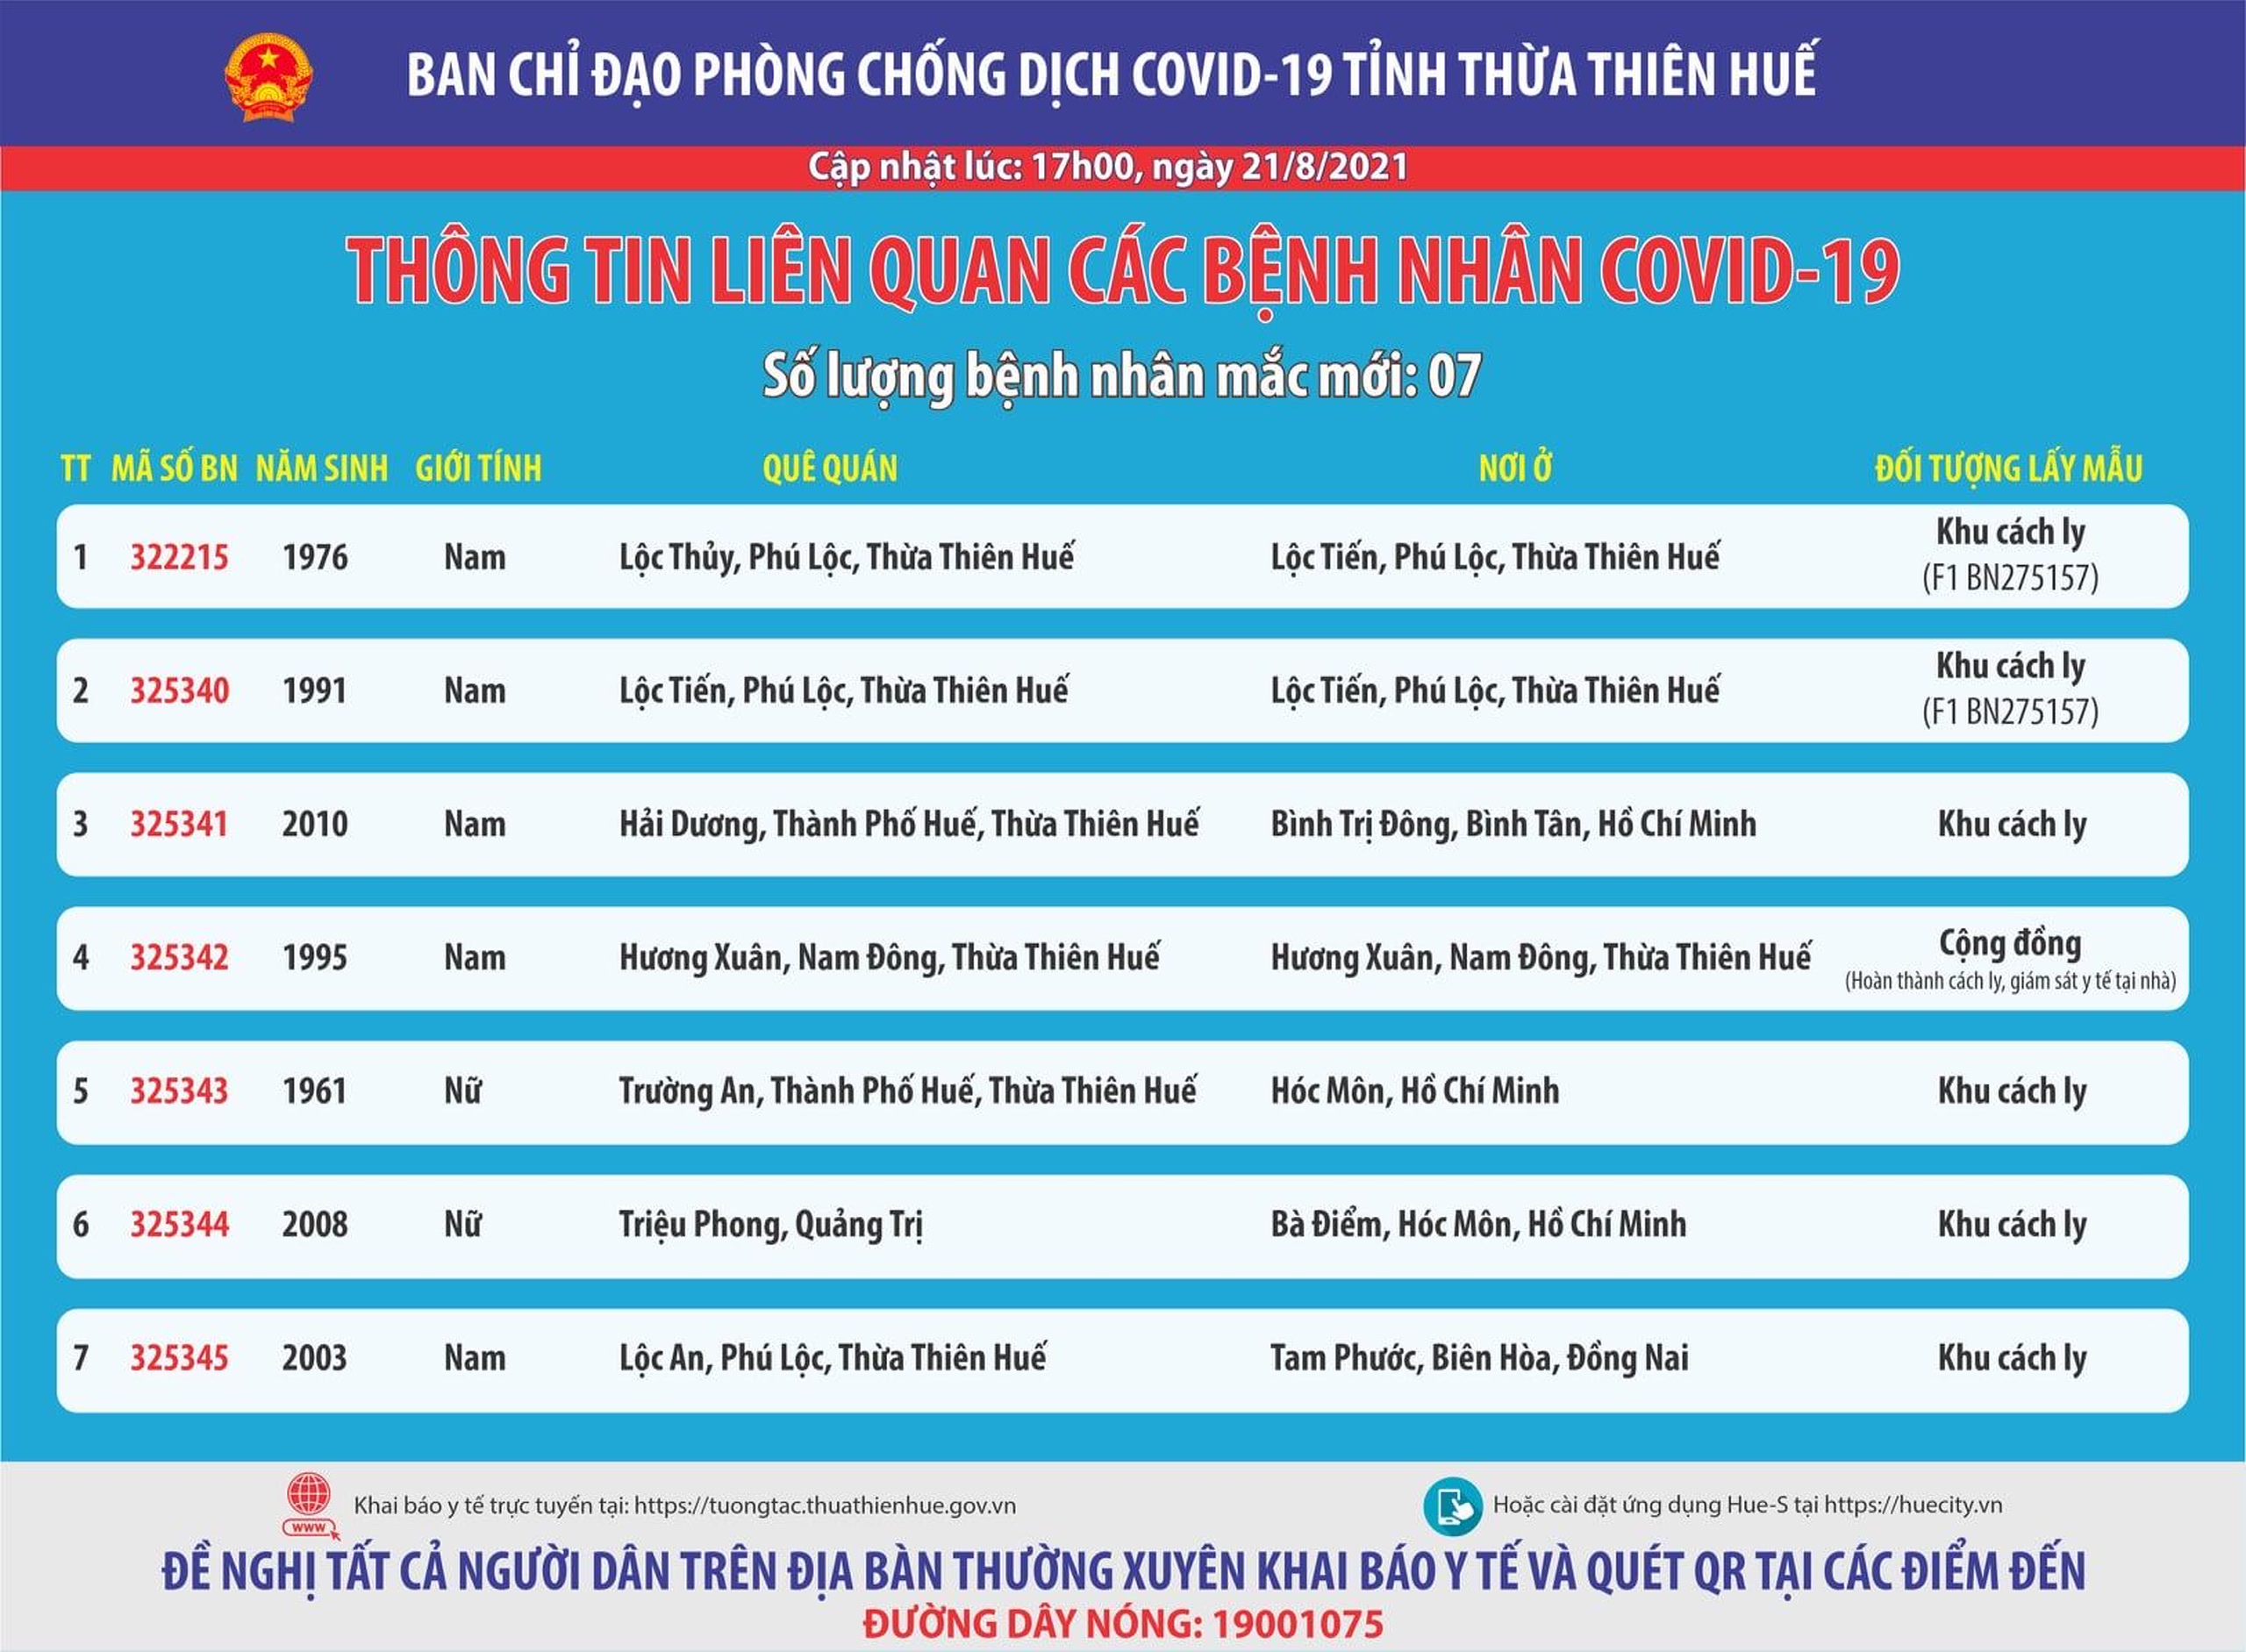 BAN CHỈ ĐẠO PHÒNG CHỐNG DỊCH COVID-19 TỈNH THỪA THIÊN HUẾ
Cập nhật lúc: 17h00, ngày 21/8/2021
THÔNG TIN LIÊN QUAN CÁC BỆNH NHÂN COVID-19
Số lượng bệnh nhân mắc mới: 07
TT MÃ SỐ BN NĂM SINH GIỚI TÍNH QUÊ QUÁN NƠI Ở ĐỐI TƯỢNG LẤY MẪU
1 322215 1976 Nam Lộc Thủy, Phú Lộc, Thừa Thiên Huế Lộc Tiến, Phú Lộc, Thừa Thiên Huế Khu cách ly
(F1 BN275157)
2 325340 1991 Nam Lộc Tiến, Phú Lộc, Thừa Thiên Huế Lộc Tiến, Phú Lộc, Thừa Thiên Huế Khu cách ly
(F1 BN275157)
3 325341 2010 Nam Hải Dương, Thành Phố Huế, Thừa Thiên Huế Bình Trị Đông, Bình Tân, Hồ Chí Minh Khu cách ly
4 325342 1995 Nam Hương Xuân, Nam Đông, Thừa Thiên Huế Hương Xuân, Nam Đông, Thừa Thiên Huế Cộng đồng
(Hoàn thành cách ly, giám sát y tế tại nhà)
5 325343 1961 Nữ Trường An, Thành Phố Huế, Thừa Thiên Huế Hóc Môn, Hồ Chí Minh Khu cách ly
6 325344 2008 Nữ Triệu Phong, Quảng Trị Bà Điểm, Hóc Môn, Hồ Chí Minh Khu cách ly
7 325345 2003 Nam Lộc An, Phú Lộc, Thừa Thiên Huế Tam Phước, Biên Hòa, Đồng Nai Khu cách ly
Khai báo y tế trực tuyến tại: https://tuongtac.thuathienhue.gov.vn Hoặc cài đặt ứng dụng Hue-S tại https://huecity.vn
www
ĐỀ NGHỊ TẤT CẢ NGƯỜI DÂN TRÊN ĐỊA BÀN THƯỜNG XUYÊN KHAI BÁO Y TẾ VÀ QUÉT QR TẠI CÁC ĐIỂM ĐẾN
ĐƯỜNG DÂY NÓNG: 19001075